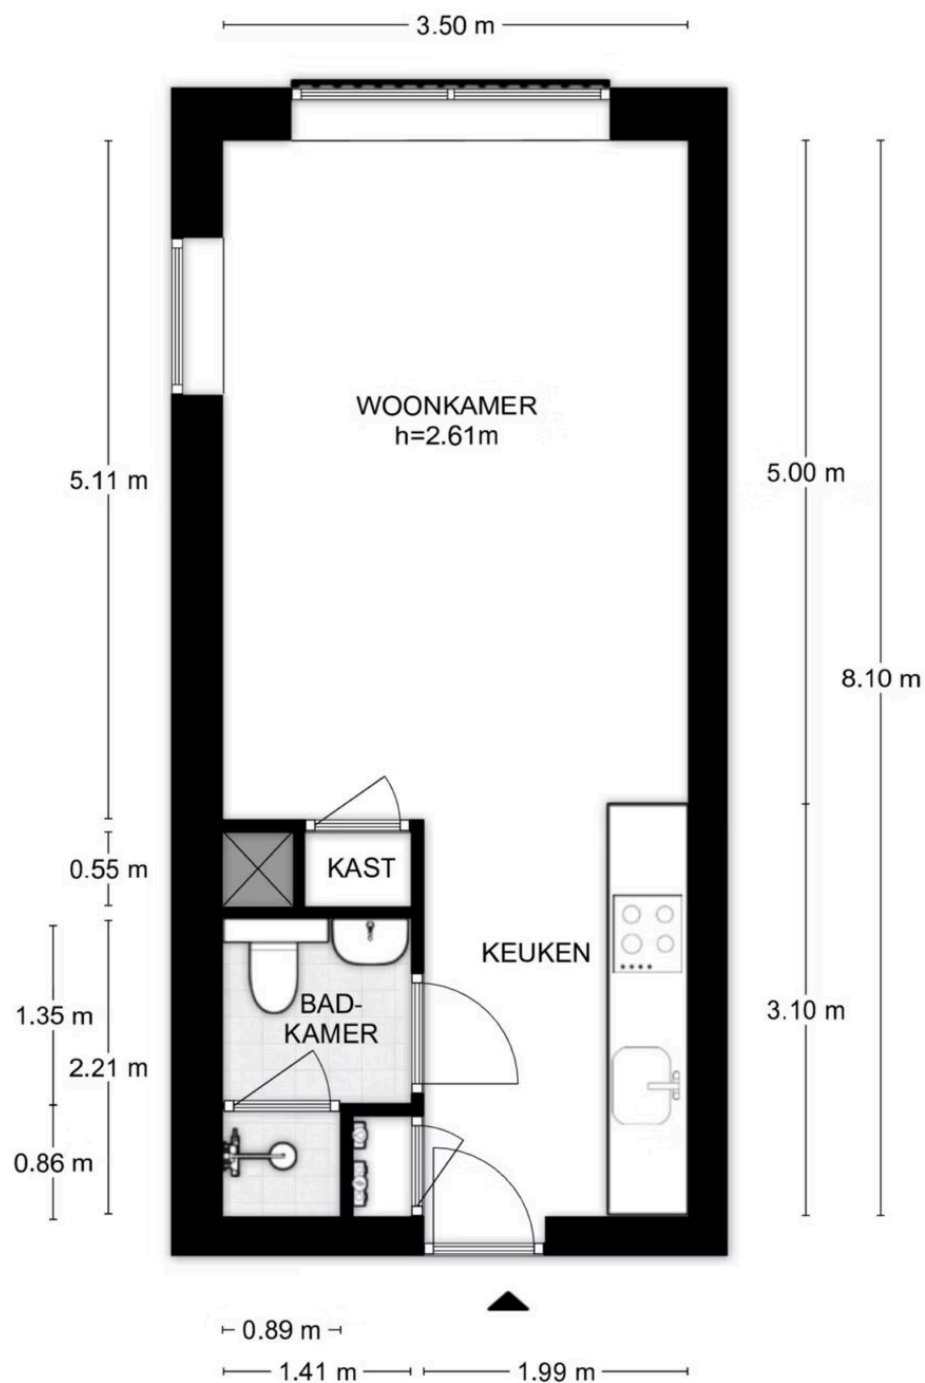 3.50 m
WOONKAMER
h=2.61m
5.11 m
5.00 m
8.10 m
0.55 m
KAST
KEUKEN
1.35 m
BAD-
KAMER
3.10 m
2.21 m
0.86 m
0.89 m
1.41 m
1.99 m